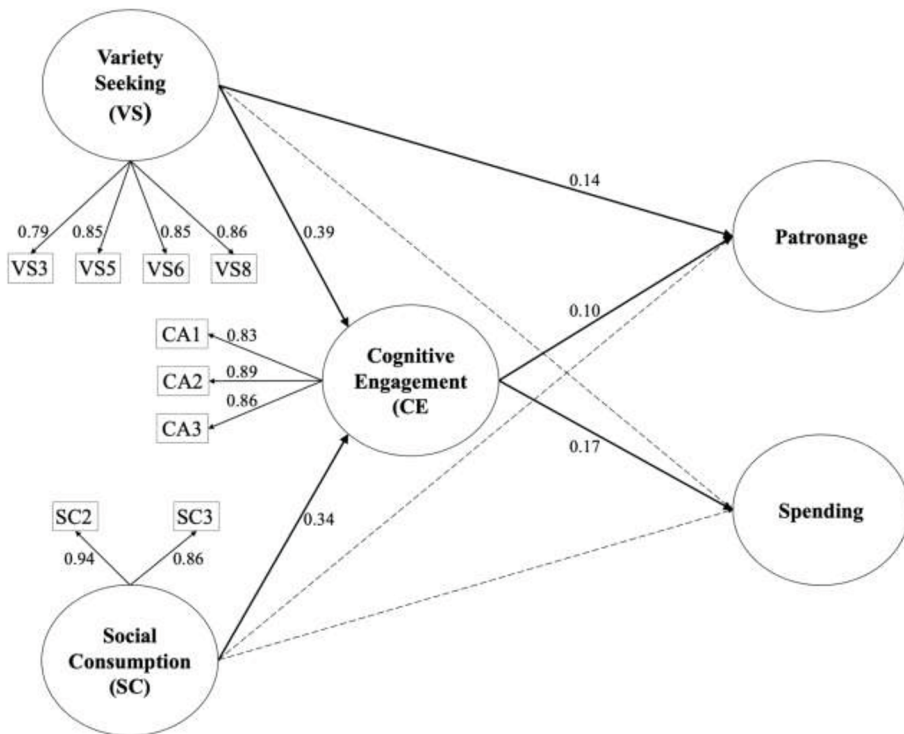 Variety
Seeking
(VS)
0.79
0.85
0.85
0.86
VS3
VS5
VS6
VS8
0.14
0.39
Patronage
0.10
CA1
0.83
CA2
0.89
CA3
0.86
Cognitive
Engagement
(CE
0.17
SC2
SC3
0.94
0.86
0.34
Spending
Social
Consumption
(SC)